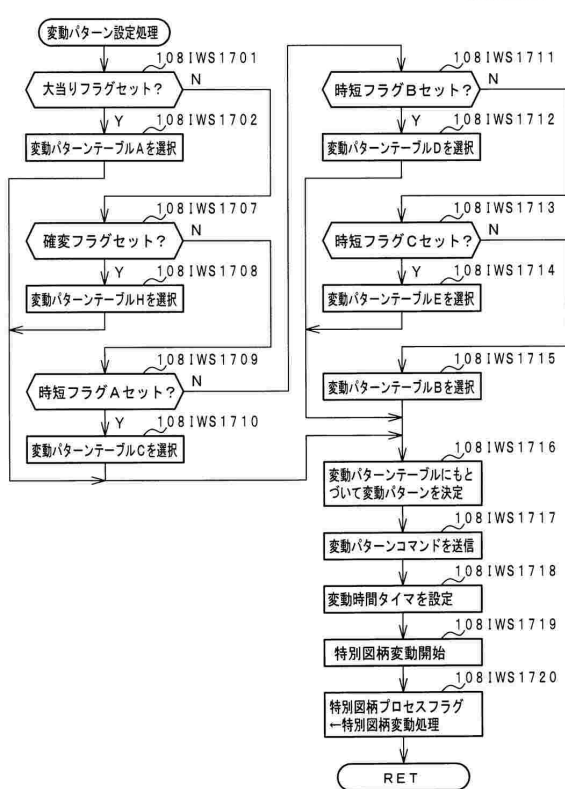 変動パターン設定処理
108IWS1701
大当りフラグセット?
N
Y
108IWS1702
変動パターンテーブルAを選択
108IWS1707
確変フラグセット?
N
Y
108IWS1708
変動パターンテーブルHを選択
108IWS1709
時短フラグAセット?
N
Y
108IWS1710
変動パターンテーブルCを選択
108IWS1711
時短フラグBセット?
N
Y
108IWS1712
変動パターンテーブルDを選択
108IWS1713
時短フラグCセット?
N
Y
108IWS1714
変動パターンテーブルEを選択
108IWS1715
変動パターンテーブルBを選択
108IWS1716
変動パターンテーブルにもと
づいて変動パターンを決定
108IWS1717
変動パターンコマンドを送信
108IWS1718
変動時間タイマを設定
108IWS1719
特別図柄変動開始
108IWS1720
特別図柄プロセスフラグ
←特別図柄変動処理
RET